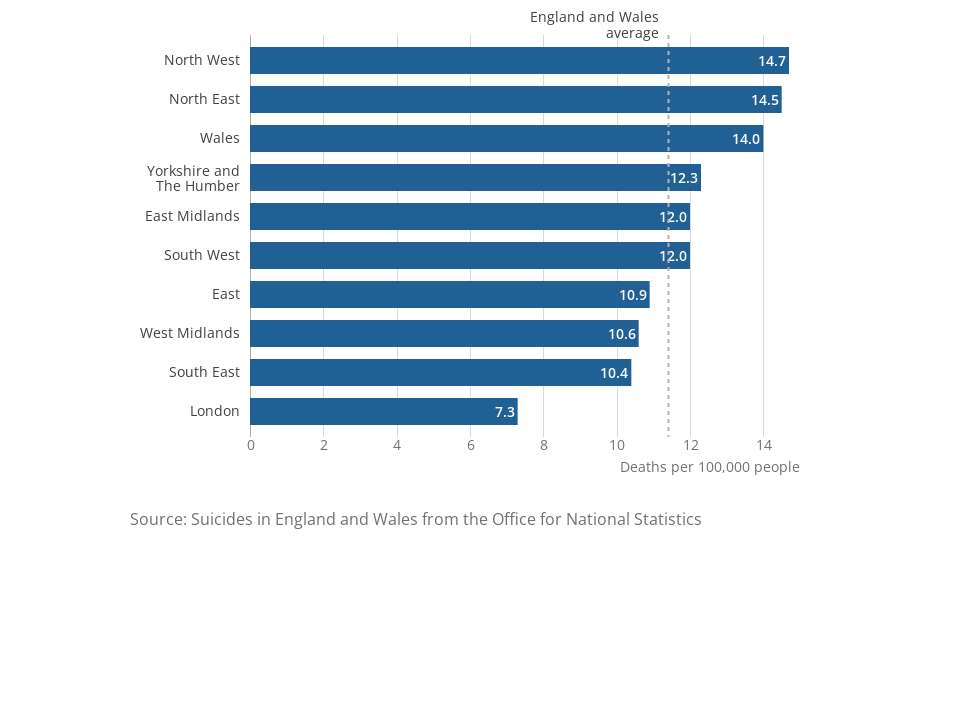 England and Wales
average
North West
14.7
North East
14.5
Wales
14.0
Yorkshire and
The Humber
12.3
East Midlands
12.0
South West
12.0
East
10.9
West Midlands
10.6
South East
10.4
London
7.3
0 2 4 6 8 10 12 14
Deaths per 100,000 people
Source: Suicides in England and Wales from the Office for National Statistics